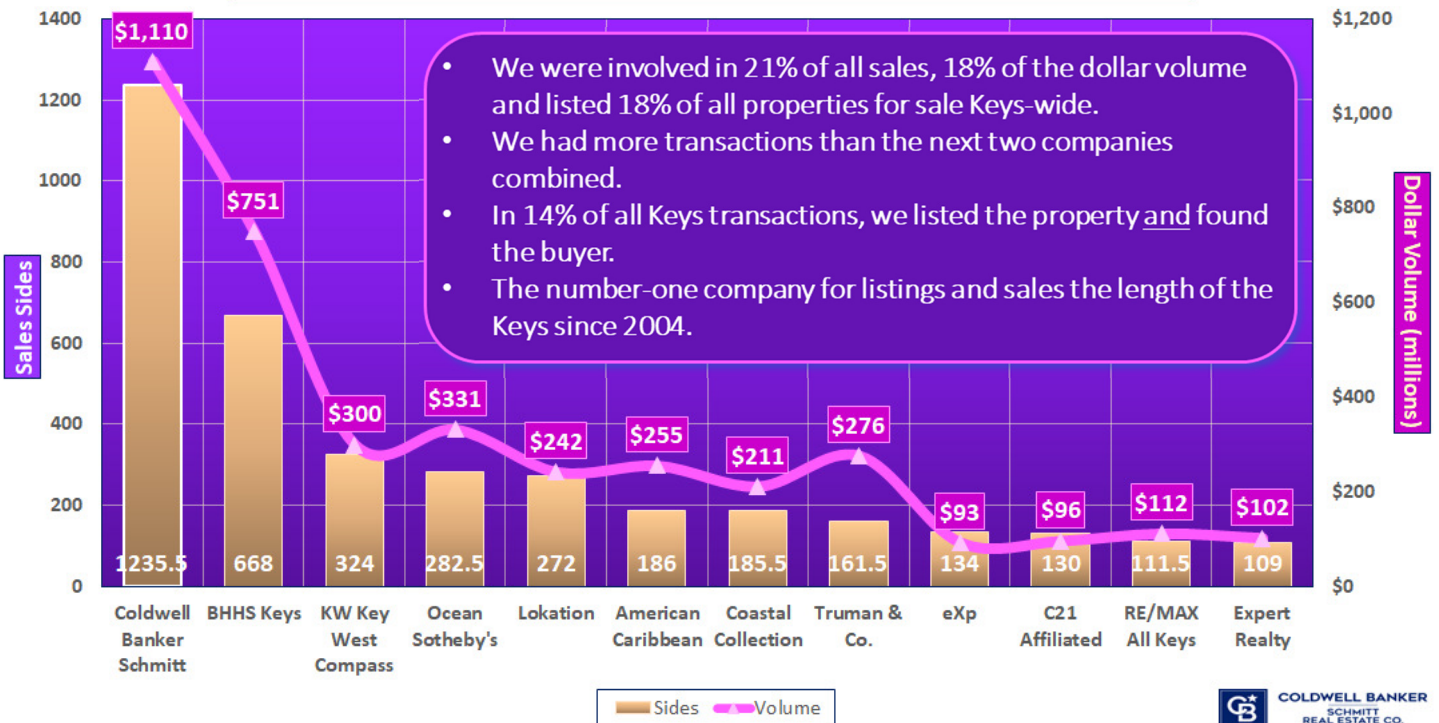 1400
1200
1000
800
600
400
200
0
Sales Sides
$1,200
$1,000
$800
$600
$400
$200
$0
Dollar Volume (millions)
• We were involved in 21% of all sales, 18% of the dollar volume
and listed 18% of all properties for sale Keys-wide.
• We had more transactions than the next two companies
combined.
• In 14% of all Keys transactions, we listed the property and found
the buyer.
• The number-one company for listings and sales the length of the
Keys since 2004.
$1,110
$751
$300
$331
$242
$255
$211
$276
$93
$96
$112
$102
1235.5
668
324
282.5
272
186
185.5
161.5
134
130
111.5
109
Coldwell
Banker
Schmitt
BHHS Keys
KW Key
West
Compass
Ocean
Sotheby's
Lokation
American
Caribbean
Coastal
Collection
Truman &
Co.
eXp
C21
Affiliated
RE/MAX
All Keys
Expert
Realty
Sides
Volume
CB
COLDWELL BANKER
SCHMITT
REAL ESTATE CO.